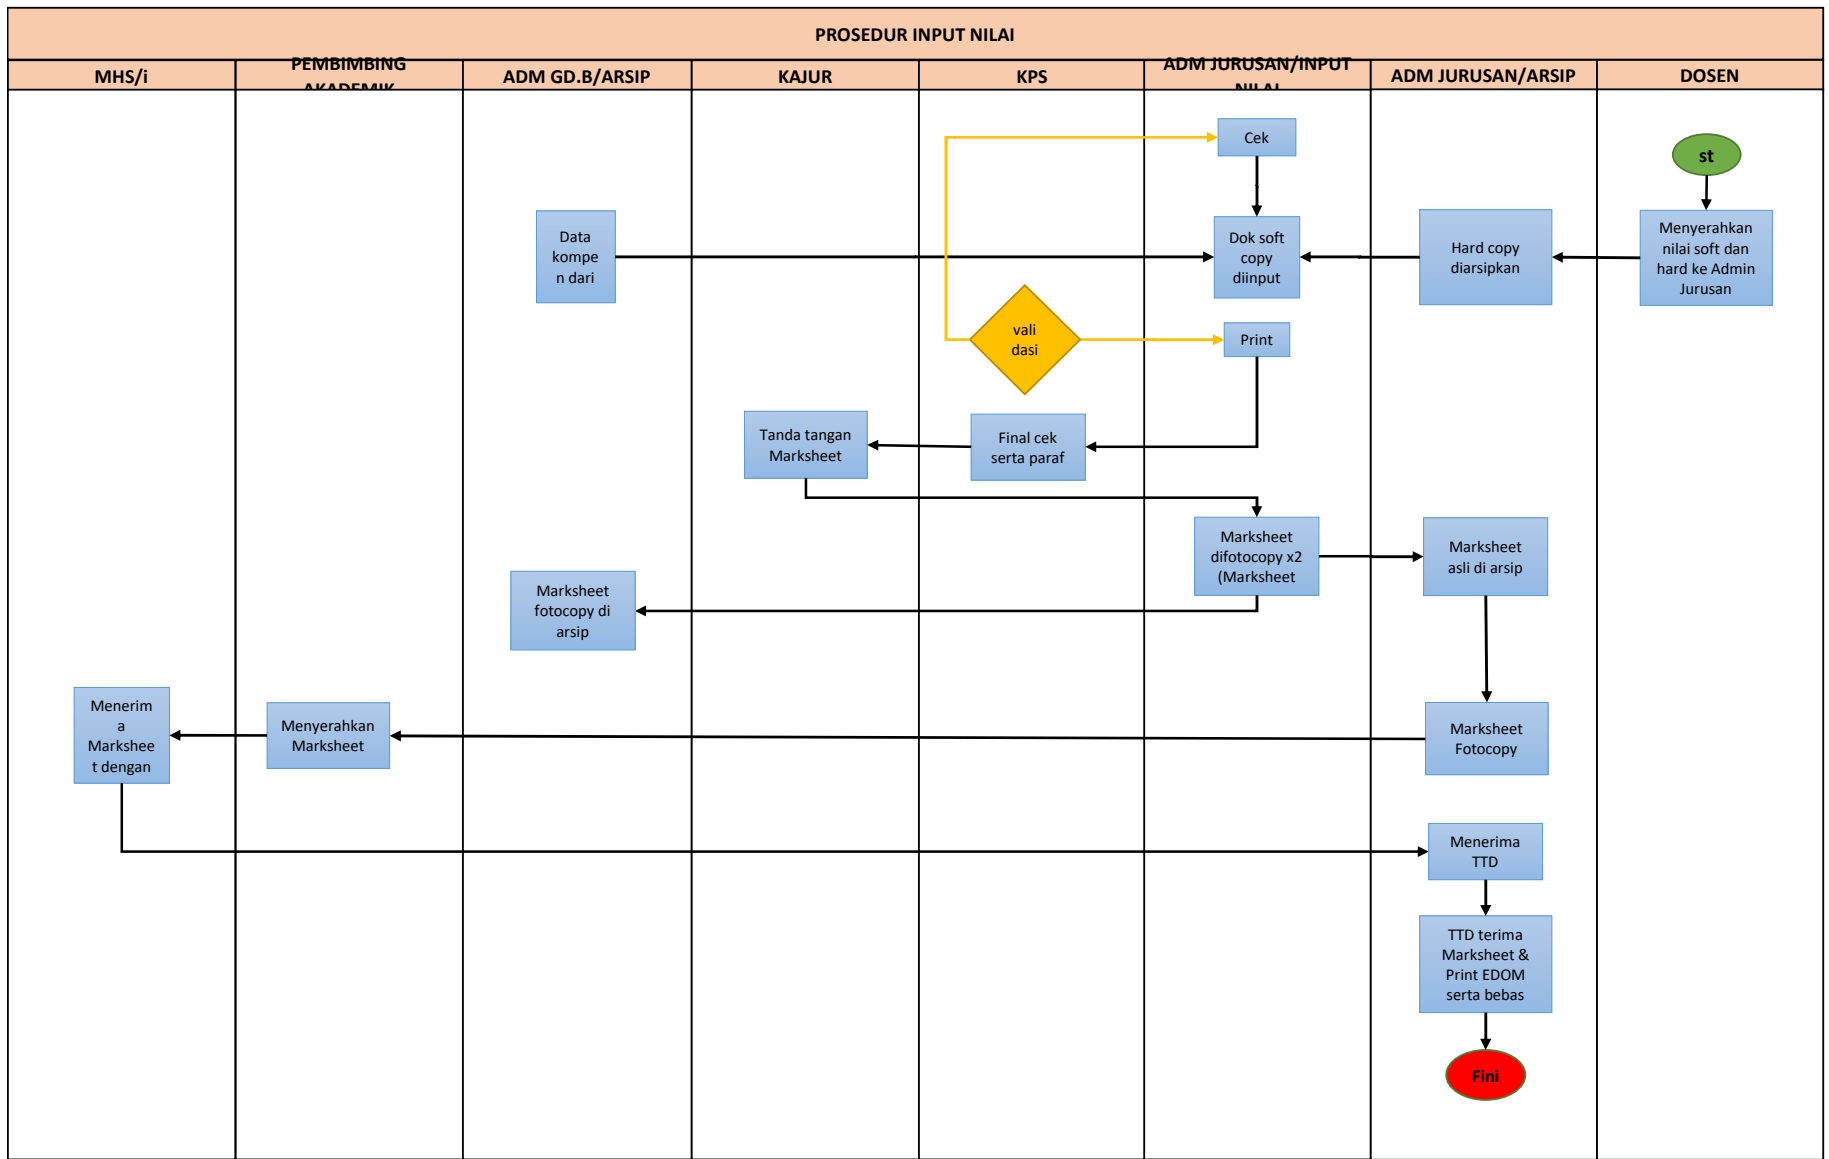 PROSEDUR INPUT NILAI
MHS/i
PEMBIMBING
AKADEMIK
ADM GD.B/ARSIP
KAJUR
KPS
ADM JURUSAN/INPUT
NILAI
ADM JURUSAN/ARSIP
DOSEN
Cek
st
Data
kompe
n dari
Dok soft
copy
diinput
Hard copy
diarsipkan
Menyerahkan
nilai soft dan
hard ke Admin
Jurusan
vali
dasi
Print
Tanda tangan
Marksheet
Final cek
serta paraf
Marksheet
difotocopy x2
(Marksheet
Marksheet
asli di arsip
Marksheet
fotocopy di
arsip
Menerim
a
Markshee
t dengan
Menyerahkan
Marksheet
Marksheet
Fotocopy
Menerima
TTD
TTD terima
Marksheet &
Print EDOM
serta bebas
Fini